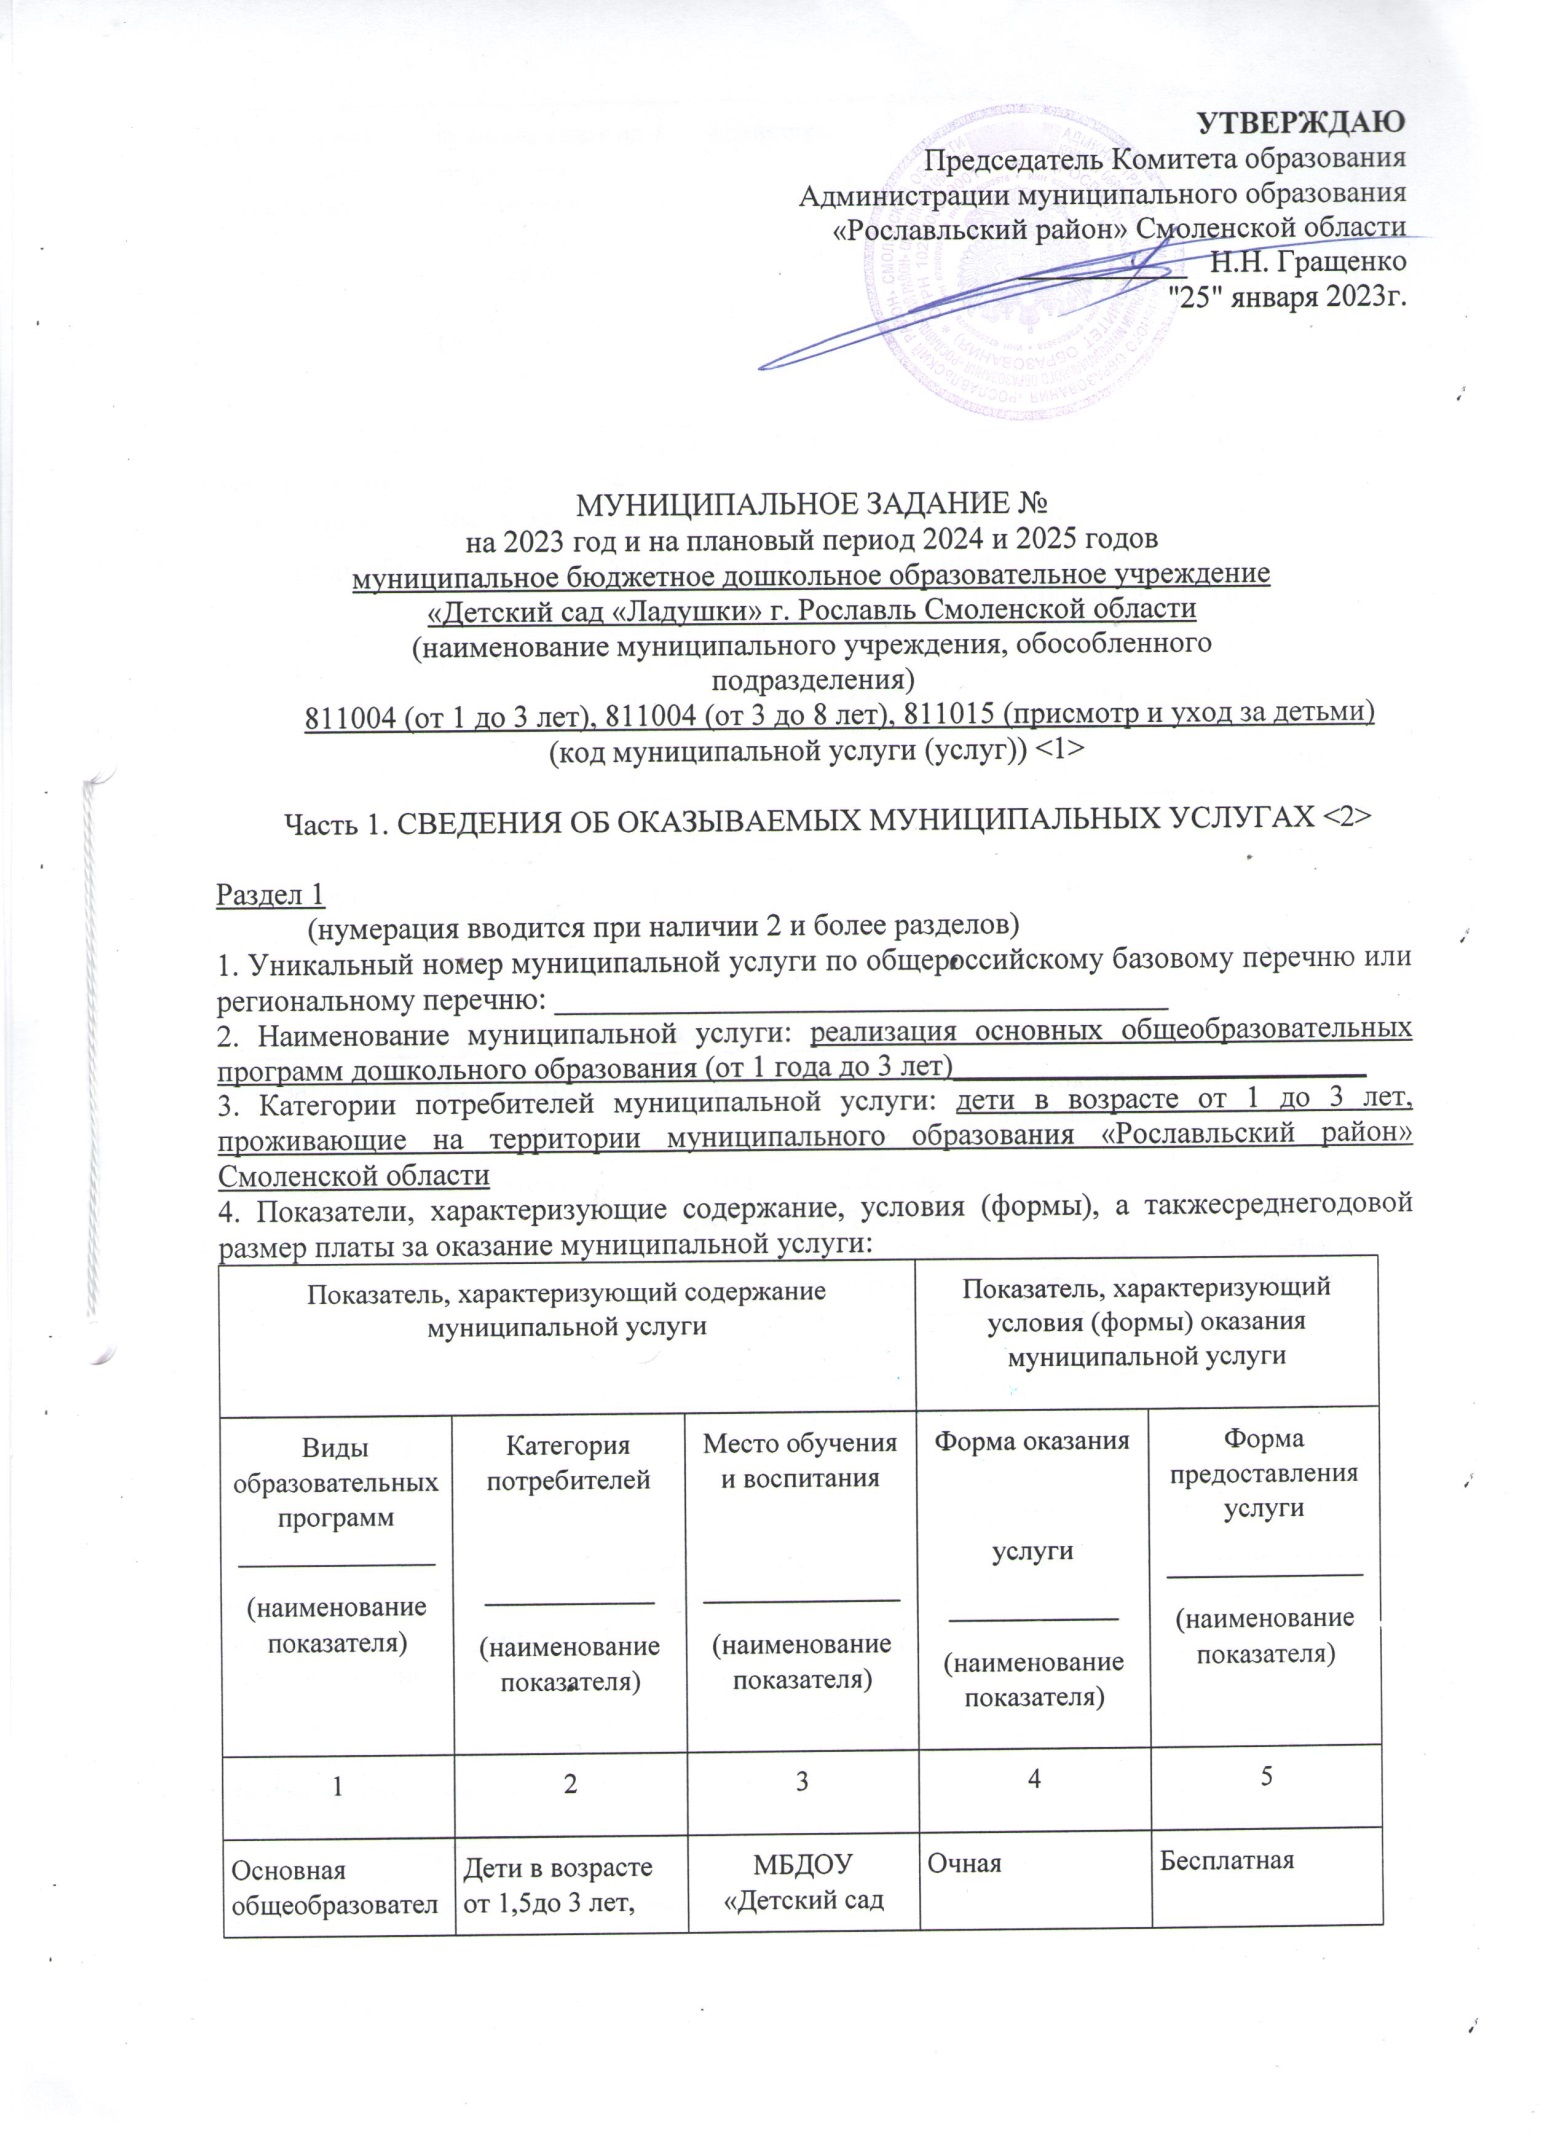 УТВЕРЖДАЮ
Председатель Комитета образования
Администрации муниципального образования
«Рославльский район» Смоленской области
____________ Н.Н. Гращенко
"25" января 2023г.
МУНИЦИПАЛЬНОЕ ЗАДАНИЕ №
на 2023 год и на плановый период 2024 и 2025 годов
муниципальное бюджетное дошкольное образовательное учреждение
«Детский сад «Ладушки» г. Рославль Смоленской области
(наименование муниципального учреждения, обособленного
подразделения)
811004 (от 1 до 3 лет), 811004 (от 3 до 8 лет), 811015 (присмотр и уход за детьми)
(код муниципальной услуги (услуг)) <1>
Часть 1. СВЕДЕНИЯ ОБ ОКАЗЫВАЕМЫХ МУНИЦИПАЛЬНЫХ УСЛУГАХ <2>
Раздел 1
(нумерация вводится при наличии 2 и более разделов)
1. Уникальный номер муниципальной услуги по общероссийскому базовому перечню или
региональному перечню: ____________
2. Наименование муниципальной услуги: реализация основных общеобразовательных
программ дошкольного образования (от 1 года до 3 лет)____________
3. Категории потребителей муниципальной услуги: дети в возрасте от 1 до 3 лет,
проживающие на территории муниципального образования «Рославльский район»
Смоленской области
4. Показатели, характеризующие содержание, условия (формы), а такжесреднегодовой
размер платы за оказание муниципальной услуги:
Показатель, характеризующий содержание
муниципальной услуги
Показатель, характеризующий
условия (формы) оказания
муниципальной услуги
Виды
образовательных
программ
____________
(наименование
показателя)
Категория
потребителей
____________
(наименование
показателя)
Место обучения
и воспитания
____________
(наименование
показателя)
Форма оказания
услуги
____________
(наименование
показателя)
Форма
предоставления
услуги
____________
(наименование
показателя)
1
2
3
4
5
Основная
общеобразовател
Дети в возрасте
от 1,5до 3 лет,
МБДОУ
«Детский сад
Очная
Бесплатная